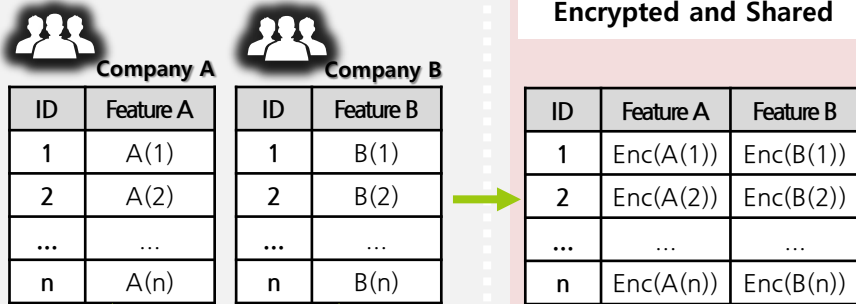 Encrypted and Shared
Company A
Company B
ID Feature A
1 A(1)
2 A(2)
... ...
n A(n)
ID Feature B
1 B(1)
2 B(2)
... ...
n B(n)
ID Feature A Feature B
1 Enc(A(1)) Enc(B(1))
2 Enc(A(2)) Enc(B(2))
... ... ...
n Enc(A(n)) Enc(B(n))